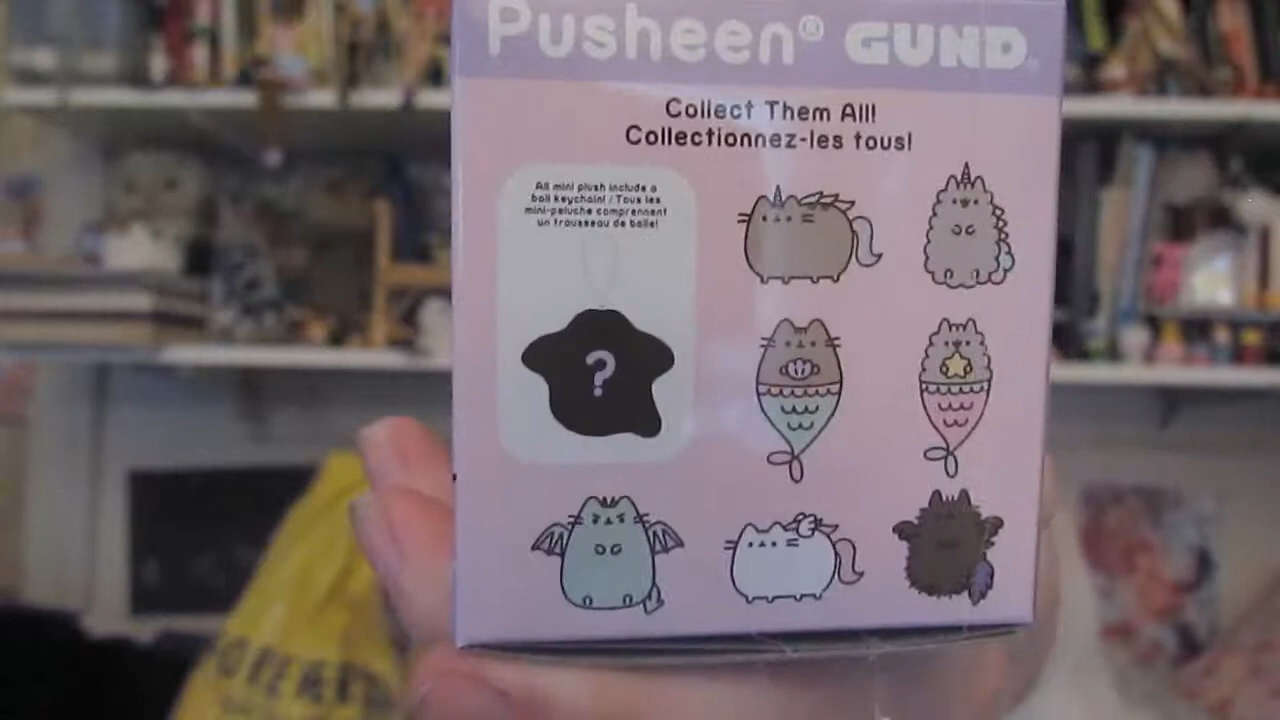 Pusheen® GUND®
Collect Them All!
Collectionnez-les tous!
All mini plush include a
ball keychain! / Tous les
mini-peluche comprennent
un trousseau de balle!
?